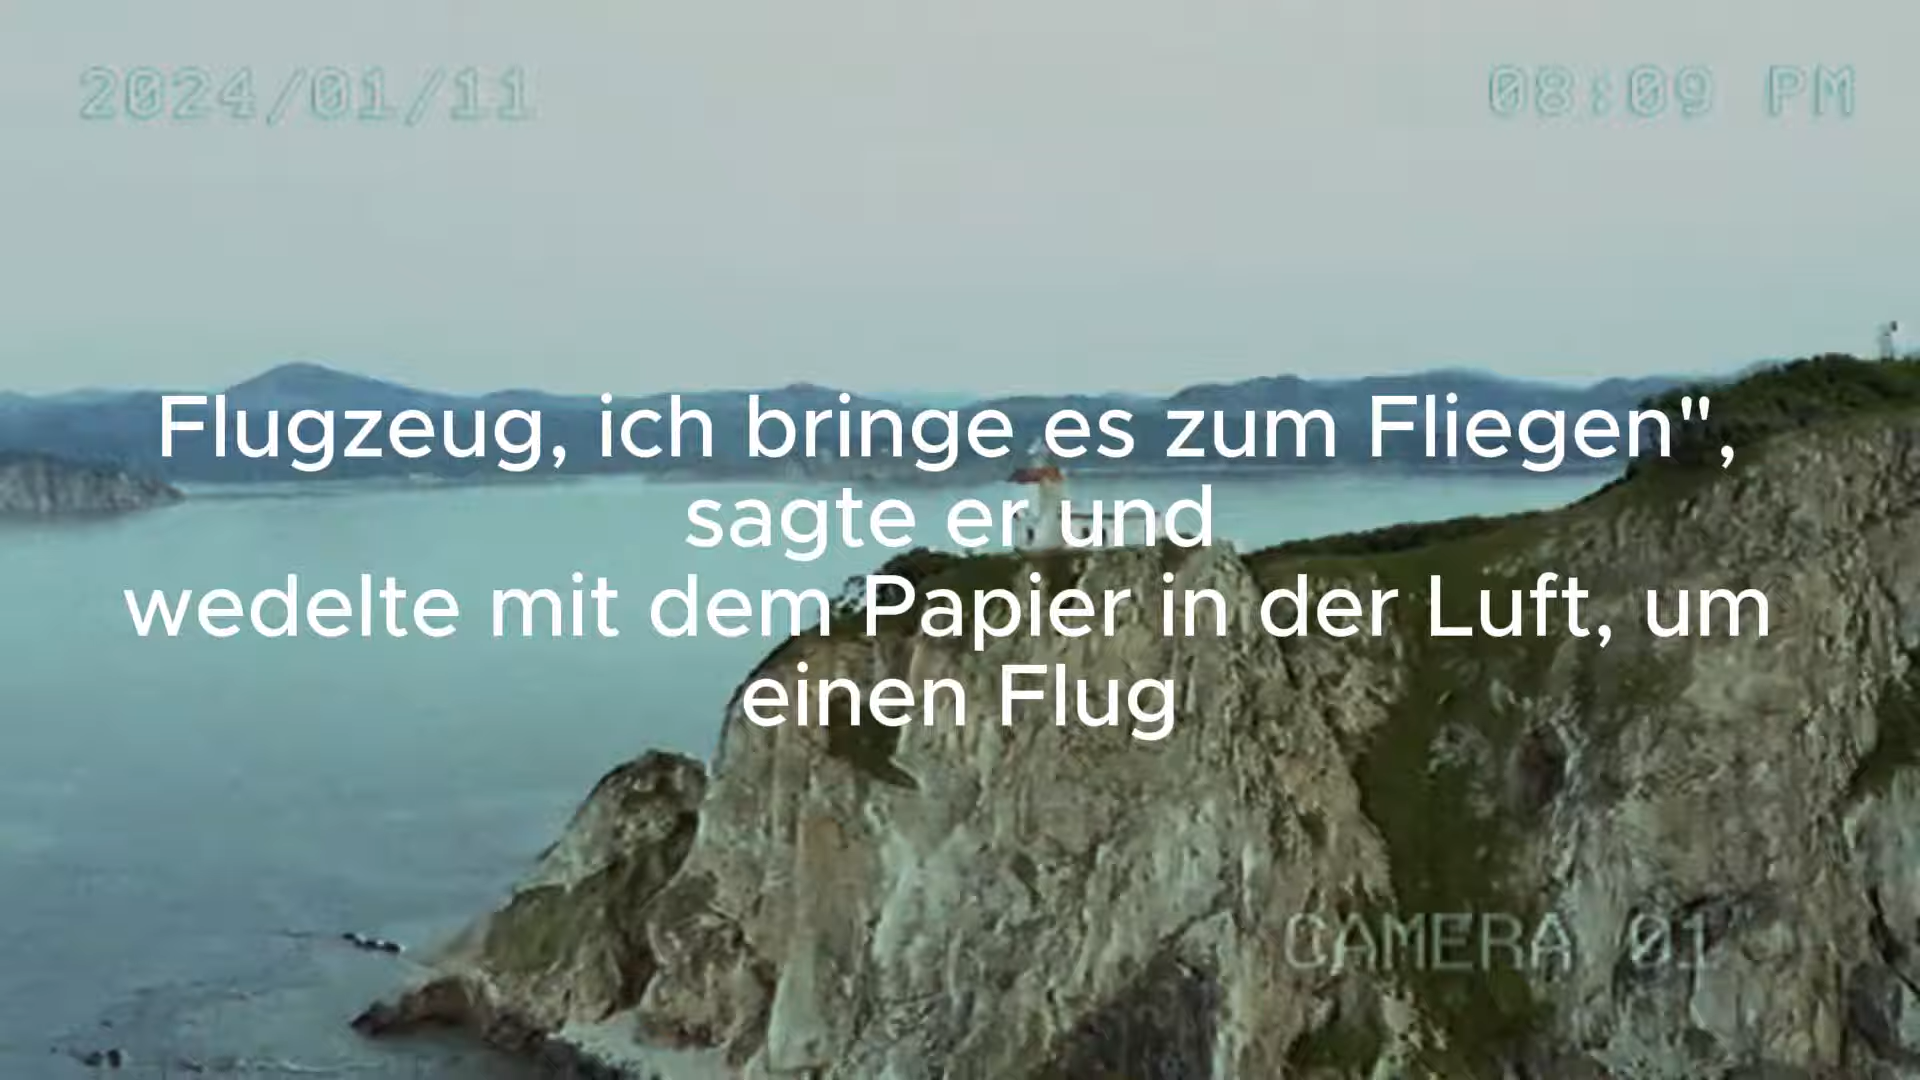 2024/01/11
08:09 PM
Flugzeug, ich bringe es zum Fliegen",
sagte er und
wedelte mit dem Papier in der Luft, um
einen Flug
CAMERA 01